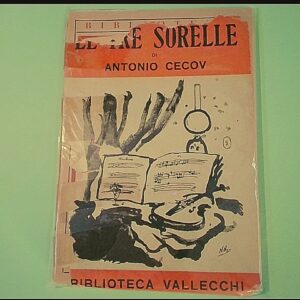 LE TRE SORELLE
DI
ANTONIO CECOV
BIBLIOTECA VALLECCHI